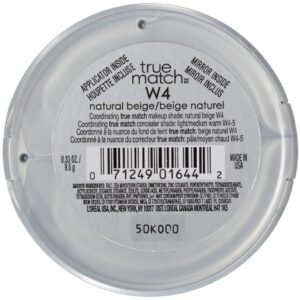 APPLICATOR INSIDE
HOUPETTE INCLUSE
MIRROR INSIDE
MIROIR INCLUS
true
match™
W4
natural beige/beige naturel
Coordinating true match makeup shade: natural beige W4
Coordinating true match concealer shade: light/medium warm W4-5
Coordonné à la nuance du fond de teint true match: beige naturel W4
Coordonné à la nuance du correcteur true match: pâle/moyen chaud W4-5
0.33 OZ./
9.5 g
MADE IN
USA
0 71249 01644 2
L'ORÉAL USA, INC., NEW YORK, NY 10017 DIST. L'ORÉAL CANADA MONTRÉAL H4T 1K5
50K000